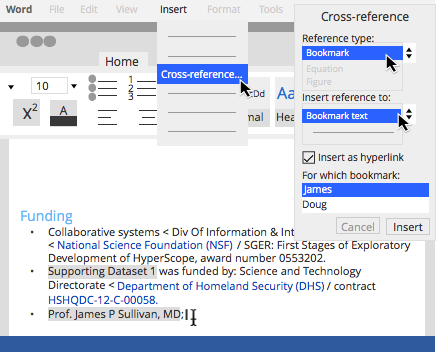 Word File Edit View Insert Format Tools
Cross-reference
Home
Reference type:
Bookmark
Equation
Figure
Insert reference to:
Bookmark text
Insert as hyperlink
For which bookmark:
James
Doug
Cancel Insert
Cross-reference...
10
1
2
3
X²
A
Aa
Funding
• Collaborative systems < Div Of Information & Int
< National Science Foundation (NSF) / SGER: First Stages of Exploratory
Development of HyperScope, award number 0553202.
• Supporting Dataset 1 was funded by: Science and Technology
Directorate < Department of Homeland Security (DHS) / contract
HSHQDC-12-C-00058.
• Prof. James P Sullivan, MD;